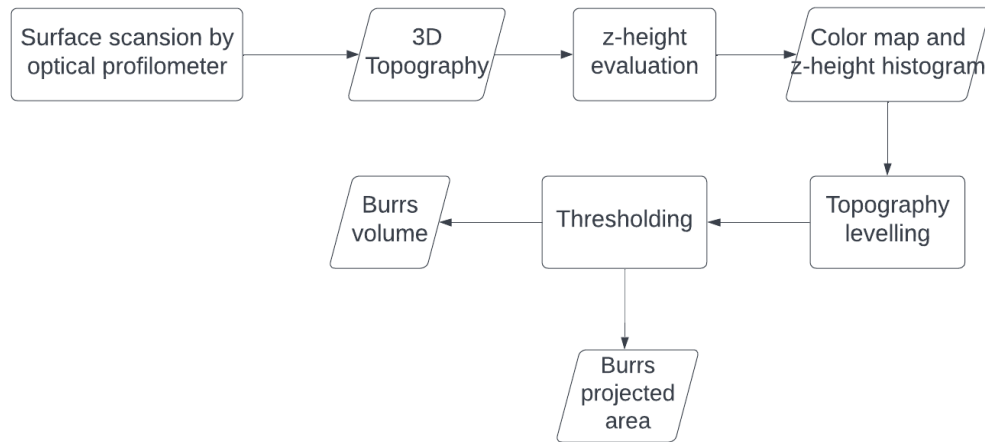 Surface scansion by
optical profilometer
3D
Topography
z-height
evaluation
Color map and
z-height histogram
Burrs
volume
Thresholding
Topography
levelling
Burrs
projected
area